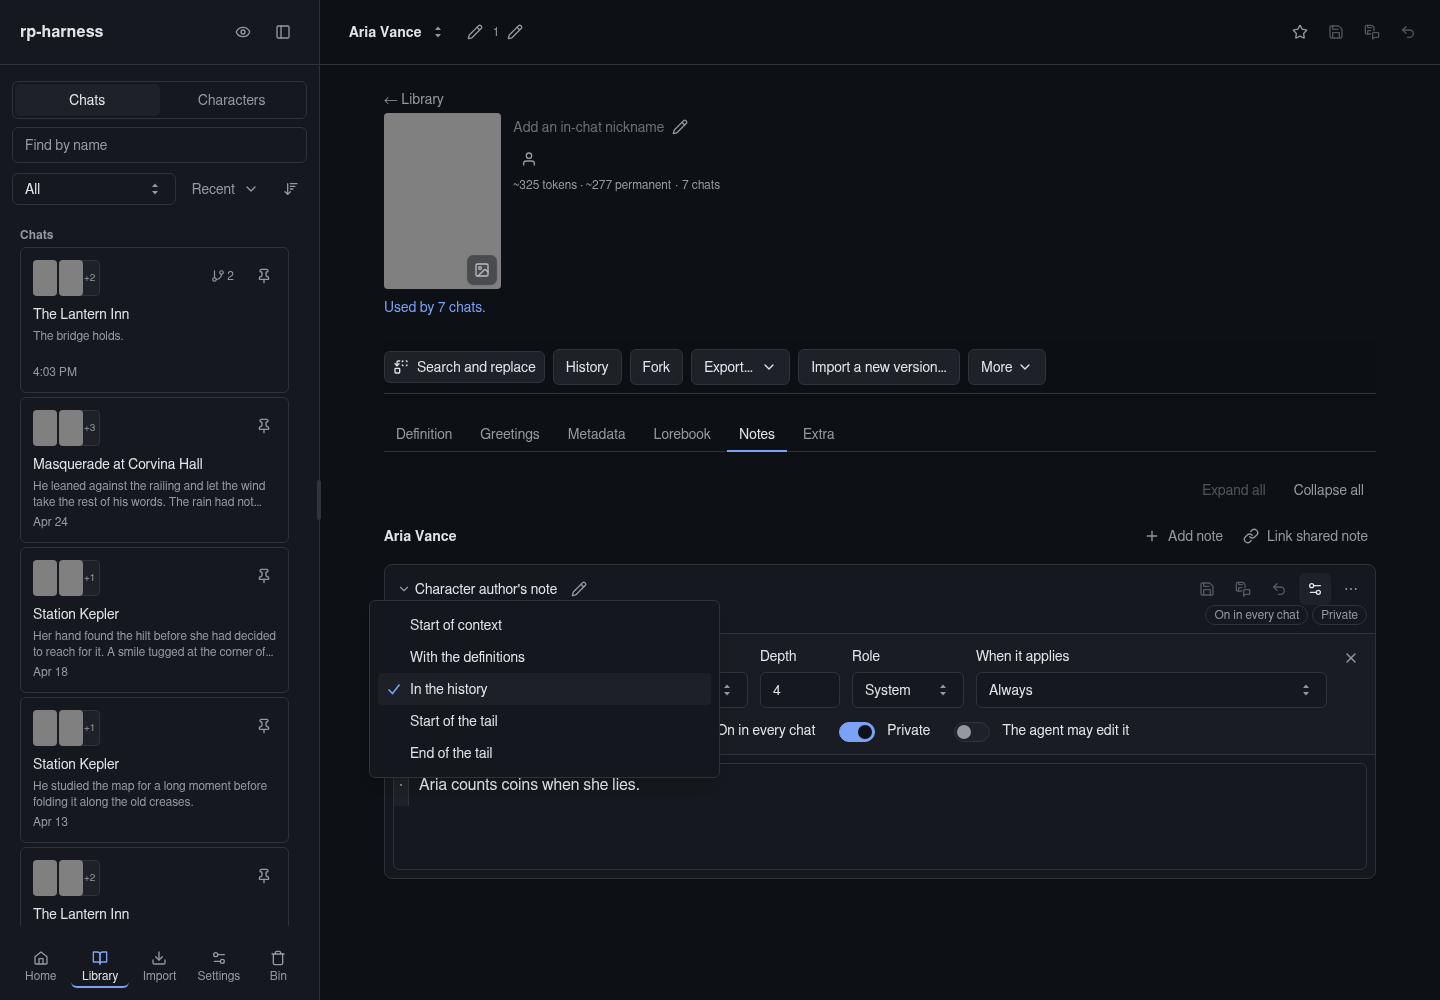 rp-harness
Aria Vance
1
Chats
Characters
Find by name
All
Recent
Chats
+2
2
The Lantern Inn
The bridge holds.
4:03 PM
+3
Masquerade at Corvina Hall
He leaned against the railing and let the wind
take the rest of his words. The rain had not...
Apr 24
+1
Station Kepler
Her hand found the hilt before she had decided
to reach for it. A smile tugged at the corner of...
Apr 18
+1
Station Kepler
He studied the map for a long moment before
folding it along the old creases.
Apr 13
+2
The Lantern Inn
Home
Library
Import
Settings
Bin
← Library
Add an in-chat nickname
~325 tokens · ~277 permanent · 7 chats
Used by 7 chats.
Search and replace
History
Fork
Export...
Import a new version...
More
Definition
Greetings
Metadata
Lorebook
Notes
Extra
Expand all
Collapse all
Aria Vance
Add note
Link shared note
Character author's note
On in every chat
Private
Start of context
With the definitions
In the history
Start of the tail
End of the tail
Depth
Role
When it applies
4
System
Always
On in every chat
Private
The agent may edit it
Aria counts coins when she lies.